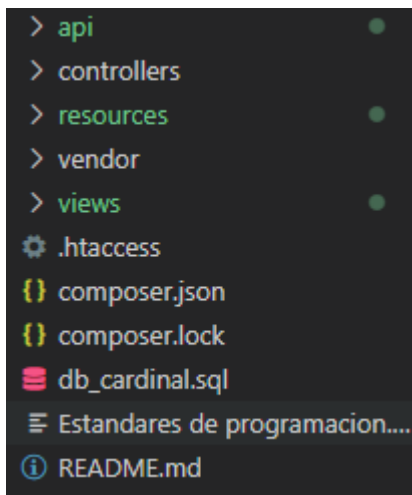 api
controllers
resources
vendor
views
.htaccess
composer.json
composer.lock
db_cardinal.sql
Estandares de programacion....
README.md